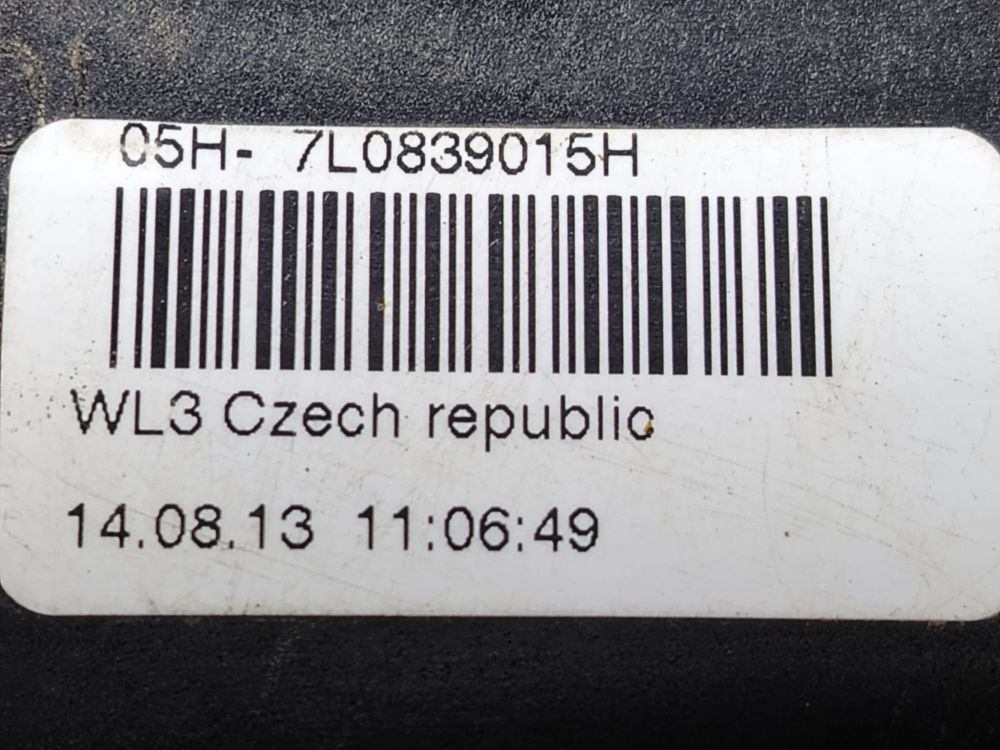 05H- 7L0839015H
WL3 Czech republic
14.08.13 11:06:49